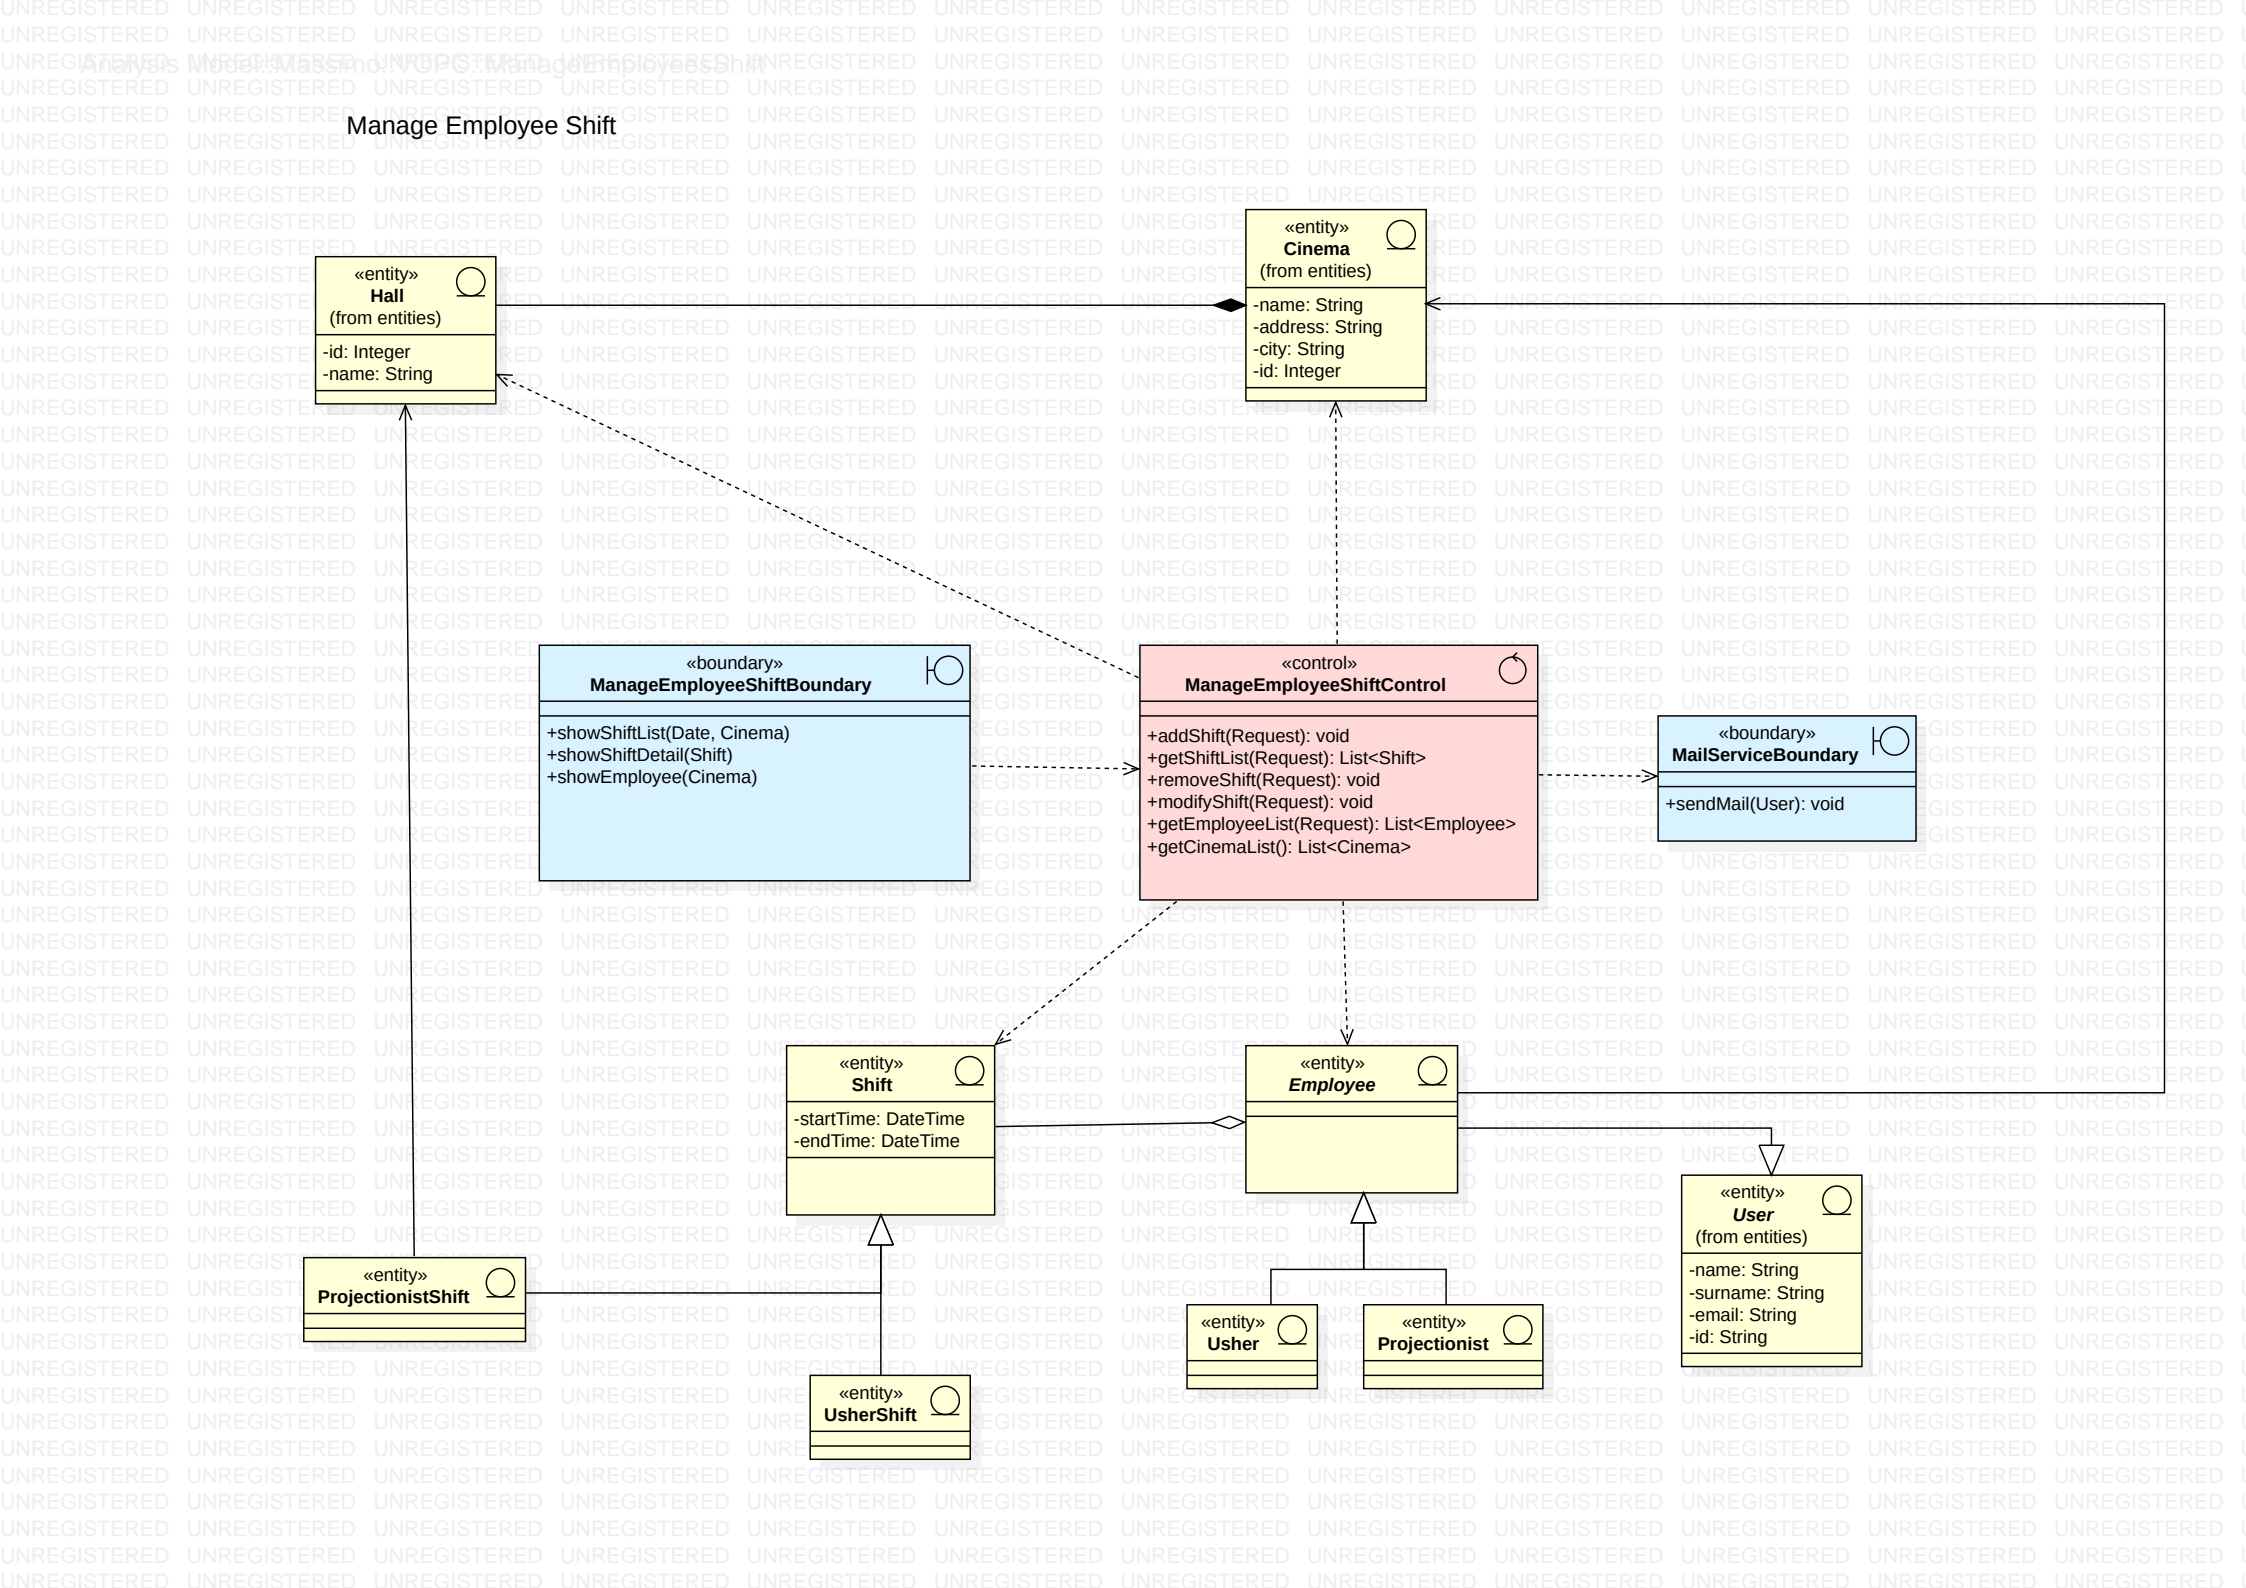 Analysis Model::Massimo::VOPC::ManageEmployeesShift
Manage Employee Shift
«entity»
Hall
(from entities)
-id: Integer
-name: String
«entity»
Cinema
(from entities)
-name: String
-address: String
-city: String
-id: Integer
«boundary»
ManageEmployeeShiftBoundary
+showShiftList(Date, Cinema)
+showShiftDetail(Shift)
+showEmployee(Cinema)
«control»
ManageEmployeeShiftControl
+addShift(Request): void
+getShiftList(Request): List<Shift>
+removeShift(Request): void
+modifyShift(Request): void
+getEmployeeList(Request): List<Employee>
+getCinemaList(): List<Cinema>
«boundary»
MailServiceBoundary
+sendMail(User): void
«entity»
Shift
-startTime: DateTime
-endTime: DateTime
«entity»
Employee
«entity»
User
(from entities)
-name: String
-surname: String
-email: String
-id: String
«entity»
ProjectionistShift
«entity»
UsherShift
«entity»
Usher
«entity»
Projectionist
UNREGISTERED